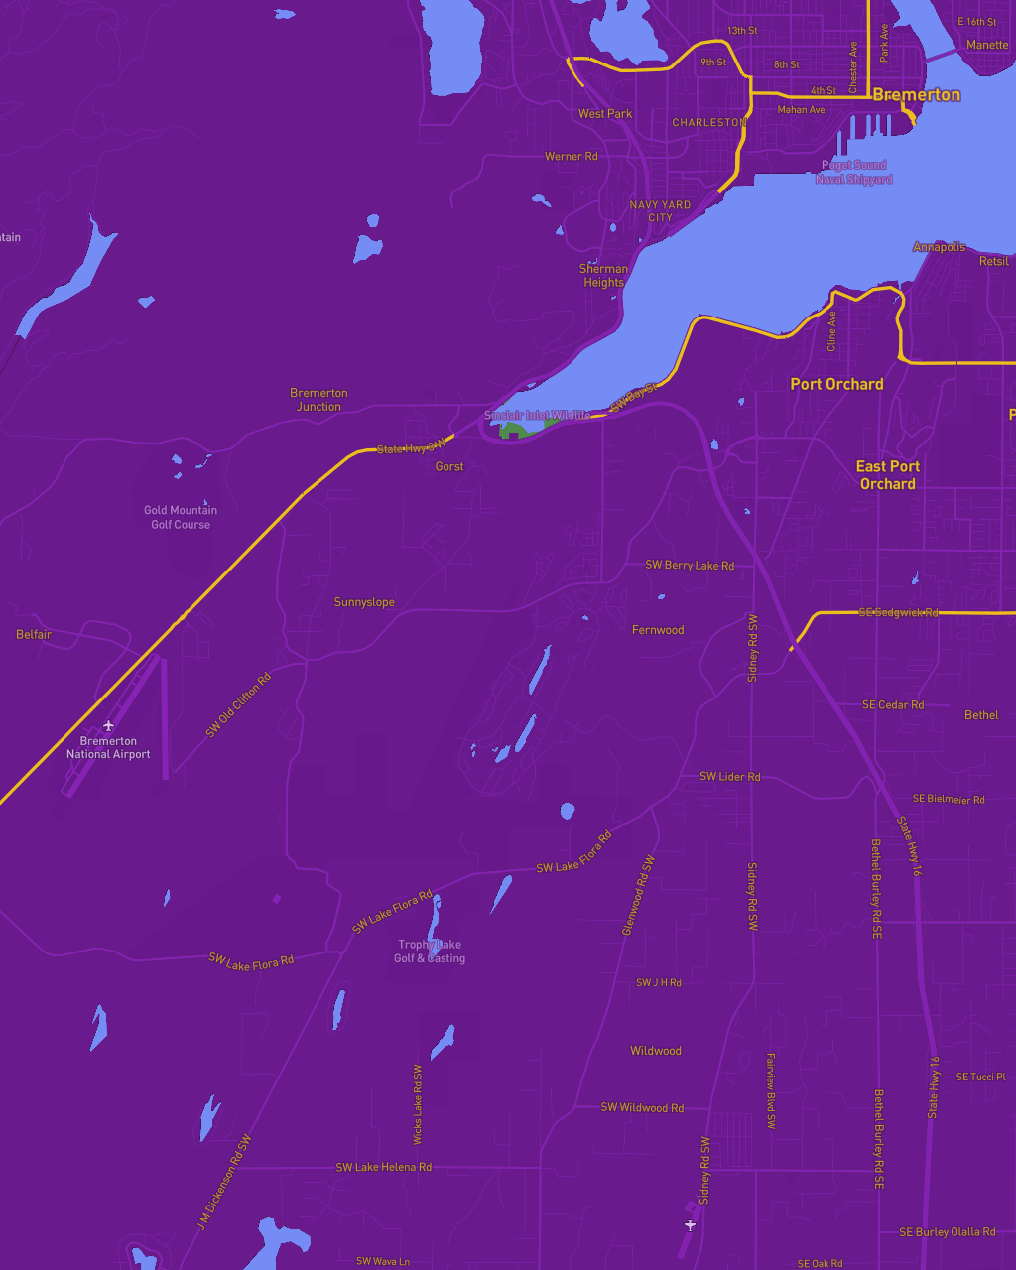 E 16th St
13th St
Park Ave
Manette
Chester Ave
9th St
8th St
4th St
Bremerton
Mahan Ave
West Park
CHARLESTON
Werner Rd
Puget Sound
Naval Shipyard
NAVY YARD
CITY
tain
Annapolis
Retsil
Sherman
Heights
Cline Ave
Port Orchard
Bremerton
Junction
SW Bay St
Sinclair Inlet Wildlife
P
State Hwy 3 W
Gorst
East Port
Orchard
Gold Mountain
Golf Course
SW Berry Lake Rd
Sunnyslope
SE Sedgwick Rd
Belfair
Fernwood
Sidney Rd SW
SW Old Clifton Rd
SE Cedar Rd
Bethel
Bremerton
National Airport
SW Lider Rd
SE Bielmeier Rd
State Hwy 16
SW Lake Flora Rd
Glenwood Rd SW
Sidney Rd SW
Bethel Burley Rd SE
SW Lake Flora Rd
Trophy Lake
Golf & Casting
SW Lake Flora Rd
SW J H Rd
Wildwood
Wicks Lake Rd SW
Fairview Blvd SW
State Hwy 16
SE Tucci Pl
SW Wildwood Rd
Bethel Burley Rd SE
J M Dickenson Rd SW
SW Lake Helena Rd
Sidney Rd SW
SE Burley Olalla Rd
SW Wava Ln
SE Oak Rd